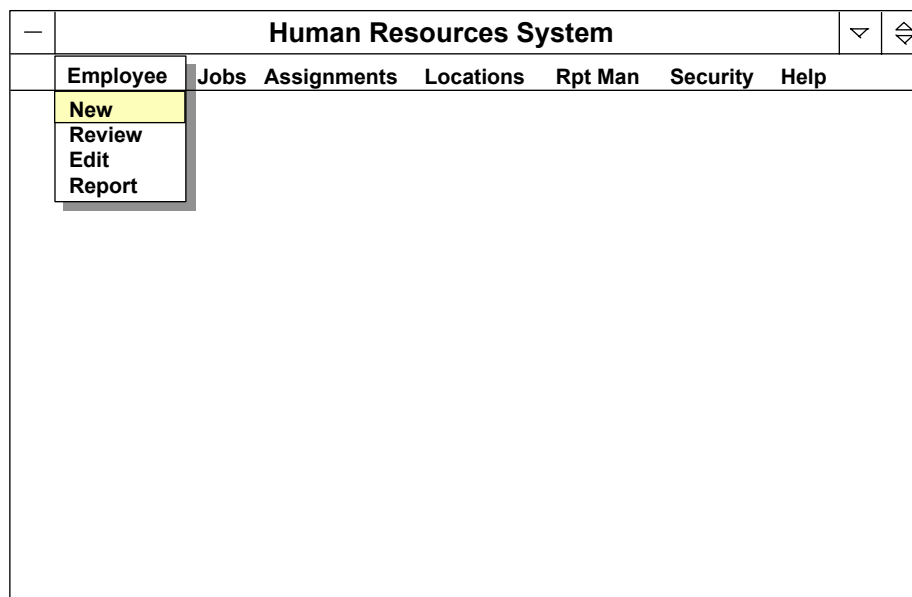 Human Resources System
Employee Jobs Assignments Locations Rpt Man Security Help
New
Review
Edit
Report